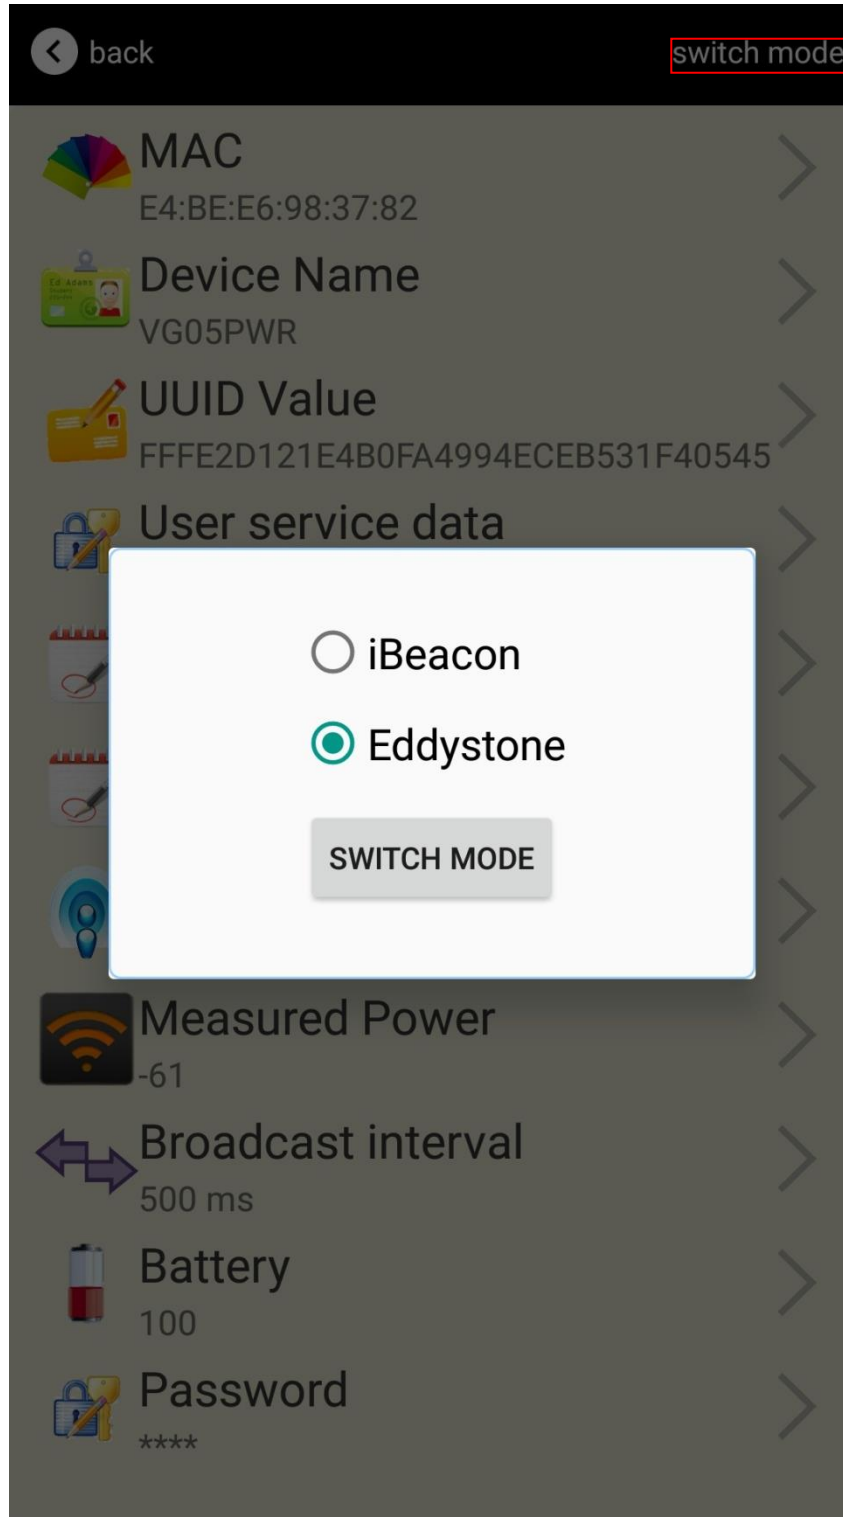 back
switch mode
MAC
E4:BE:E6:98:37:82
Device Name
VG05PWR
UUID Value
FFFE2D121E4B0FA4994ECEB531F40545
User service data
iBeacon
Eddystone
SWITCH MODE
Measured Power
-61
Broadcast interval
500 ms
Battery
100
Password
****